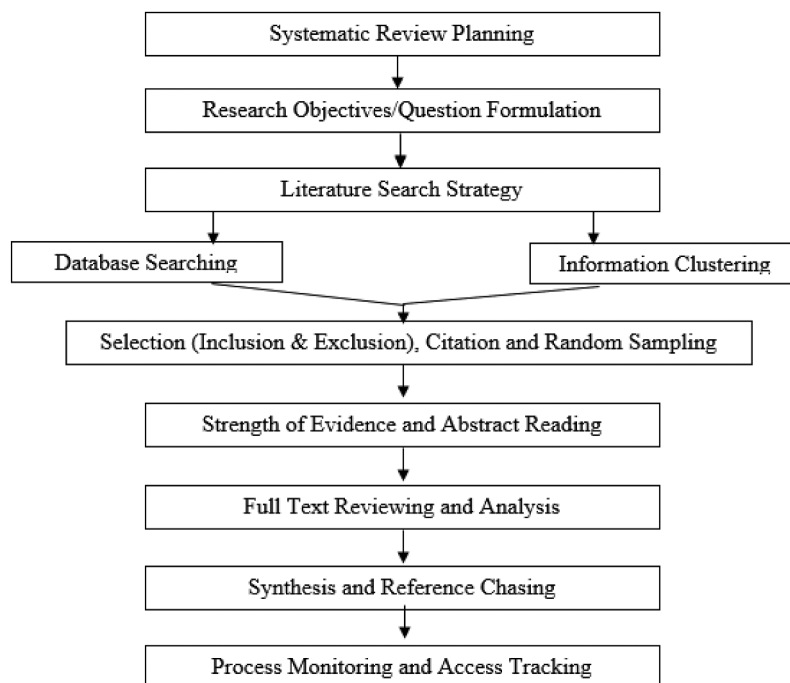 Systematic Review Planning
Research Objectives/Question Formulation
Literature Search Strategy
Database Searching
Information Clustering
Selection (Inclusion & Exclusion), Citation and Random Sampling
Strength of Evidence and Abstract Reading
Full Text Reviewing and Analysis
Synthesis and Reference Chasing
Process Monitoring and Access Tracking